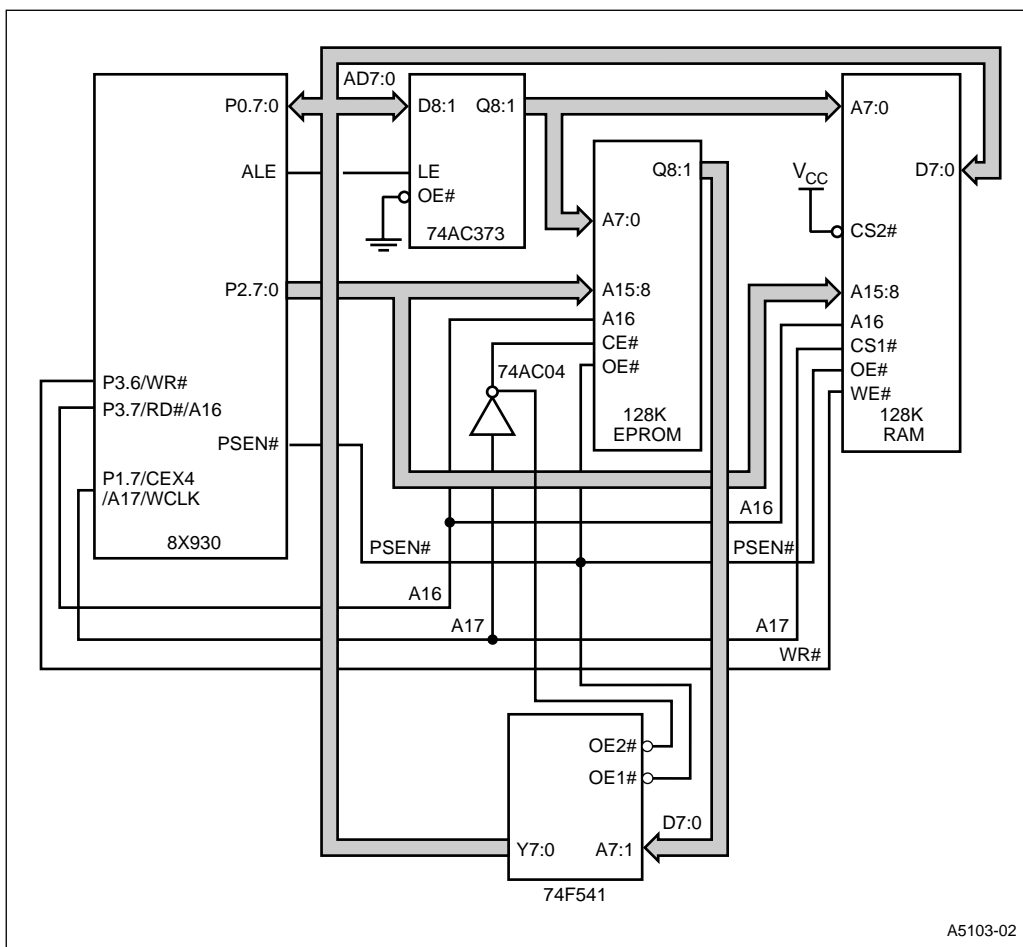 AD7:0
P0.7:0
D8:1 Q8:1
A7:0
ALE
LE
OE#
74AC373
Q8:1
A7:0
V_CC
D7:0
CS2#
P2.7:0
A15:8
A16
CE#
OE#
74AC04
128K
EPROM
A15:8
A16
CS1#
OE#
WE#
128K
RAM
P3.6/WR#
P3.7/RD#/A16
PSEN#
P1.7/CEX4
/A17/WCLK
8X930
A16
PSEN#
PSEN#
A16
A17
A17
WR#
OE2#
OE1#
D7:0
Y7:0
A7:1
74F541
A5103-02